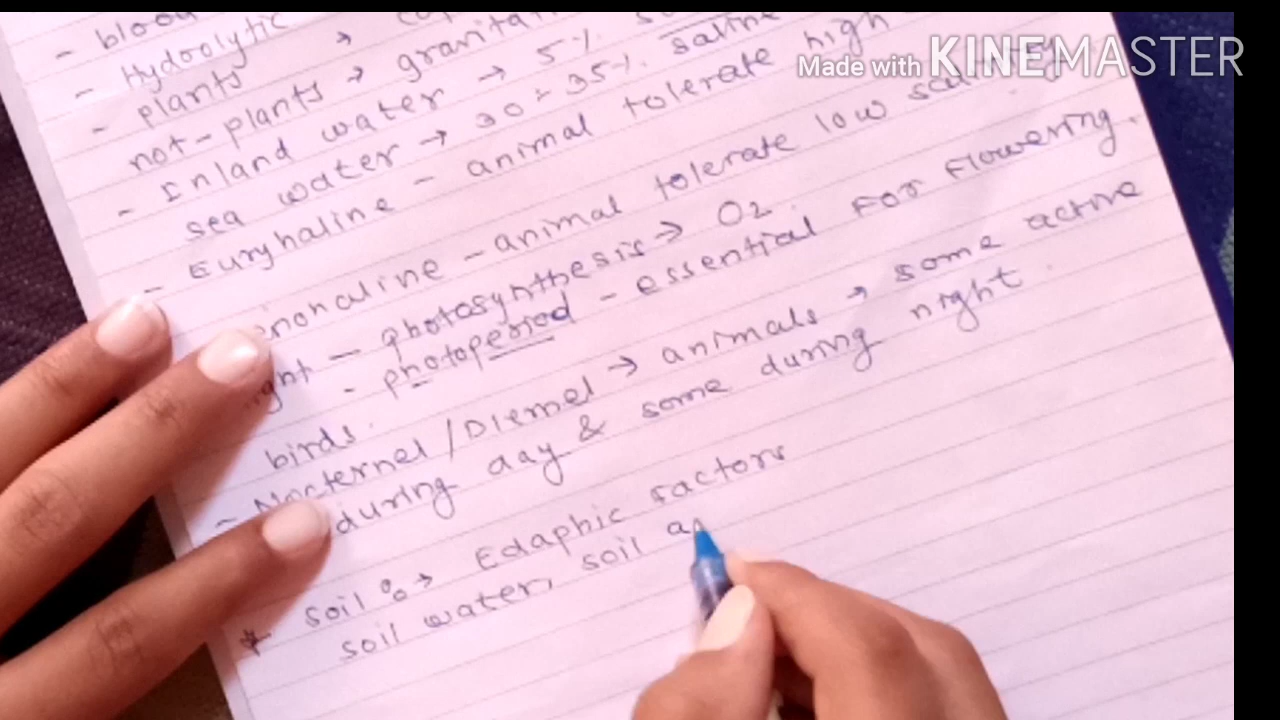 Made with KINEMASTER
- blood
- Hydrolytic
- plants →
not-plants → gravita
- Inland water → 5%. saline
sea water → 30 - 35%.
- Euryhaline - animal tolerate high
enohaline - animal tolerate low
ght - photosynthesis → O2.
- photoperiod - essential for flowering.
birds.
- Nocternel / Diernel → animals → some active
during day & some during night.
* soil % → Edaphic factors
soil water, soil a